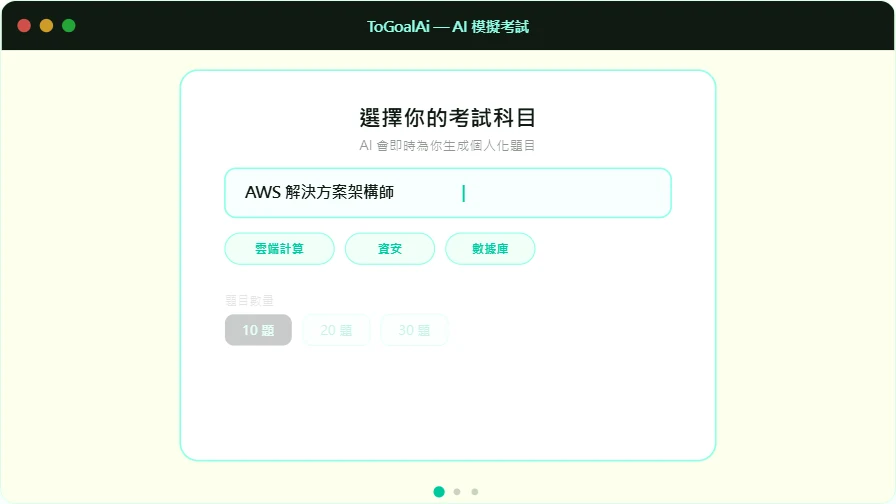 ToGoalAi — AI 模擬考試
選擇你的考試科目
AI 會即時為你生成個人化題目
AWS 解決方案架構師
雲端計算 資安 數據庫
題目數量
10 題 20 題 30 題